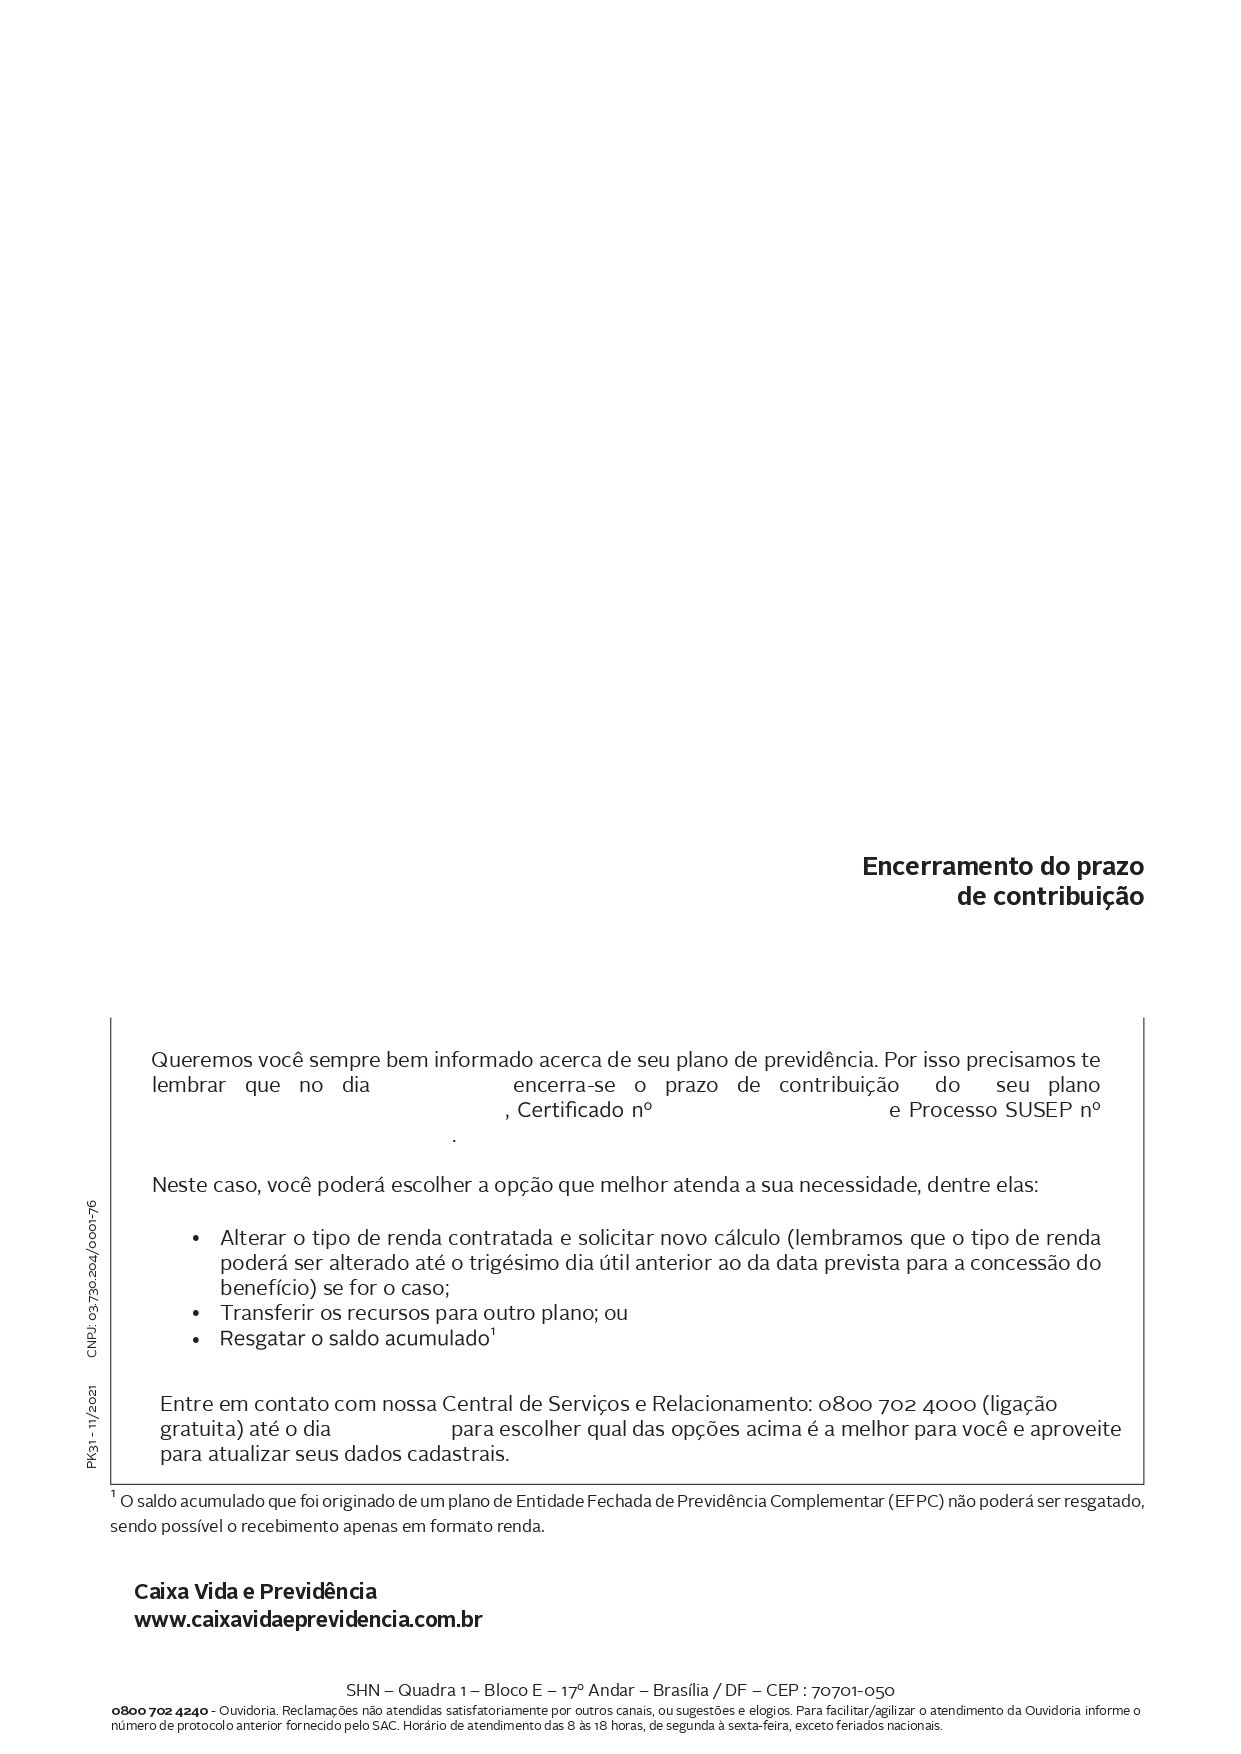 Encerramento do prazo
de contribuição
Queremos você sempre bem informado acerca de seu plano de previdência. Por isso precisamos te
lembrar que no dia encerra-se o prazo de contribuição do seu plano
, Certificado nº e Processo SUSEP nº
.
Neste caso, você poderá escolher a opção que melhor atenda a sua necessidade, dentre elas:
• Alterar o tipo de renda contratada e solicitar novo cálculo (lembramos que o tipo de renda
poderá ser alterado até o trigésimo dia útil anterior ao da data prevista para a concessão do
benefício) se for o caso;
• Transferir os recursos para outro plano; ou
• Resgatar o saldo acumulado¹
Entre em contato com nossa Central de Serviços e Relacionamento: 0800 702 4000 (ligação
gratuita) até o dia para escolher qual das opções acima é a melhor para você e aproveite
para atualizar seus dados cadastrais.
PK31 - 11/2021 CNPJ: 03.730.204/0001-76
¹ O saldo acumulado que foi originado de um plano de Entidade Fechada de Previdência Complementar (EFPC) não poderá ser resgatado,
sendo possível o recebimento apenas em formato renda.
Caixa Vida e Previdência
www.caixavidaeprevidencia.com.br
SHN – Quadra 1 – Bloco E – 17º Andar – Brasília / DF – CEP : 70701-050
0800 702 4240 - Ouvidoria. Reclamações não atendidas satisfatoriamente por outros canais, ou sugestões e elogios. Para facilitar/agilizar o atendimento da Ouvidoria informe o
número de protocolo anterior fornecido pelo SAC. Horário de atendimento das 8 às 18 horas, de segunda à sexta-feira, exceto feriados nacionais.